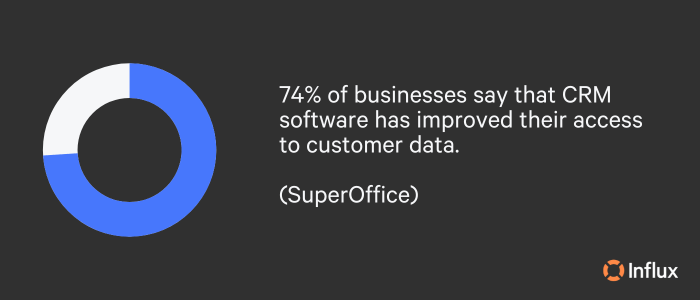 74% of businesses say that CRM
software has improved their access
to customer data.
(SuperOffice)
Influx